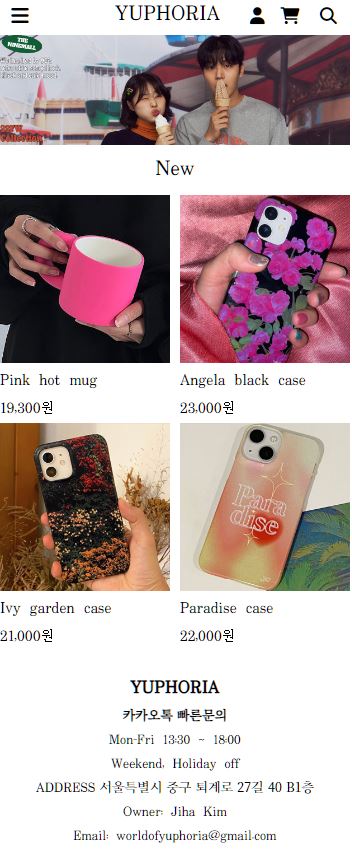 YUPHORIA
THE
NINEMALL
New
Para
dise
Pink hot mug
Angela black case
19,300원
23,000원
Ivy garden case
Paradise case
21,000원
22,000원
YUPHORIA
카카오톡 빠른문의
Mon-Fri 13:30 ~ 18:00
Weekend, Holiday off
ADDRESS 서울특별시 중구 퇴계로 27길 40 B1층
Owner: Jiha Kim
Email: worldofyuphoria@gmail.com